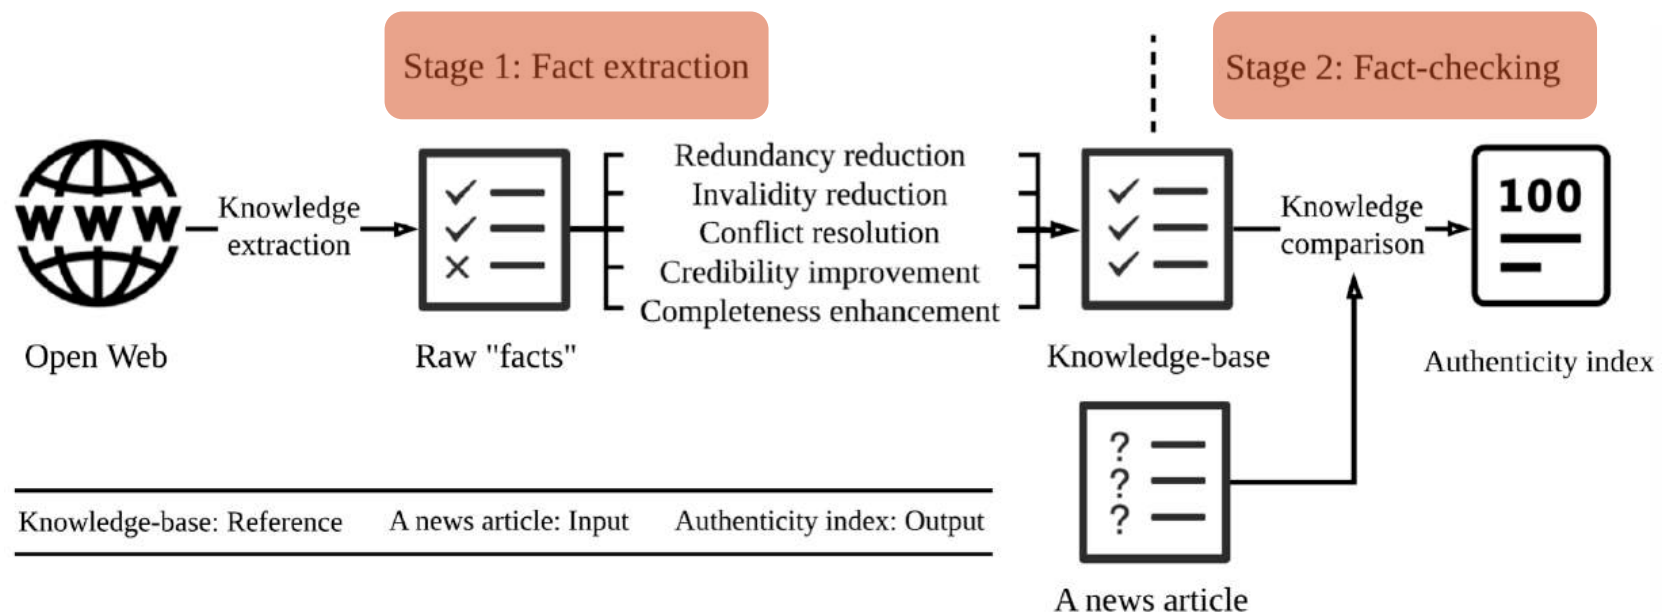 Stage 1: Fact extraction
Stage 2: Fact-checking
WWW
Knowledge
extraction
Redundancy reduction
Invalidity reduction
Conflict resolution
Credibility improvement
Completeness enhancement
Knowledge
comparison
100
Open Web
Raw "facts"
Knowledge-base
Authenticity index
?
?
?
Knowledge-base: Reference
A news article: Input
Authenticity index: Output
A news article